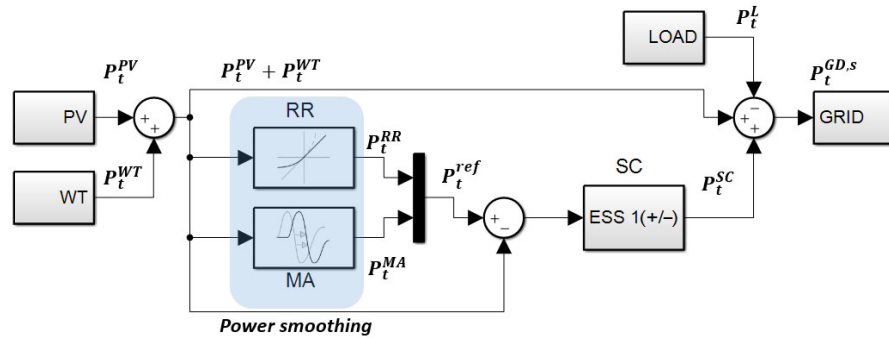 P_t^L
LOAD
P_t^PV
P_t^PV + P_t^WT
P_t^GD,s
PV
+
+
RR
−
+
+
GRID
P_t^RR
P_t^WT
P_t^ref
SC
WT
+
−
ESS 1(+/−)
P_t^SC
MA
P_t^MA
Power smoothing